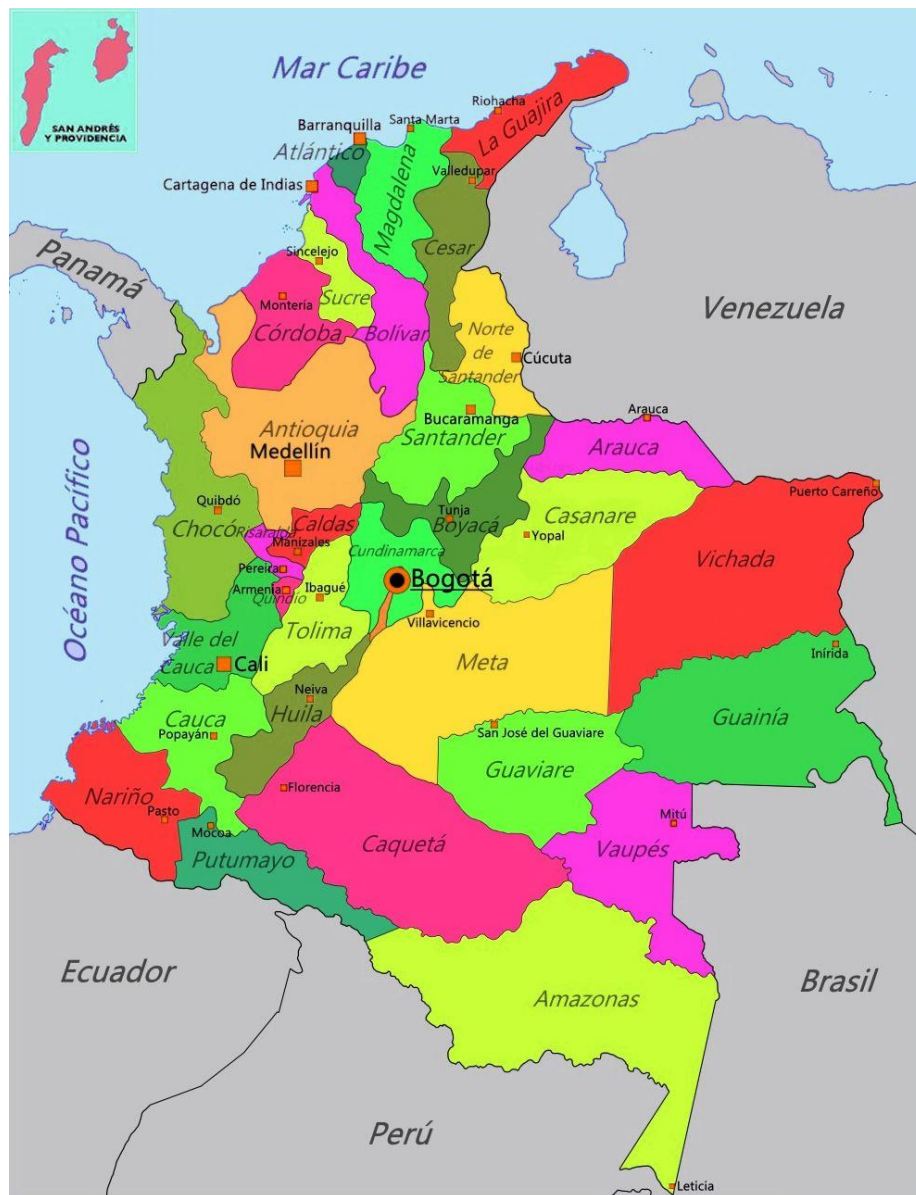 Mar Caribe
SAN ANDRÉS
Y PROVIDENCIA
Riohacha
La Guajira
Santa Marta
Barranquilla
Atlántico
Cartagena de Indias
Magdalena
Valledupar
Cesar
Panamá
Sincelejo
Sucre
Montería
Córdoba
Bolívar
Venezuela
Norte
de
Santander
Cúcuta
Bucaramanga
Santander
Arauca
Arauca
Antioquia
Medellín
Océano Pacífico
Puerto Carreño
Quibdó
Chocó
Risaralda
Caldas
Manizales
Tunja
Boyacá
Casanare
Yopal
Vichada
Cundinamarca
Pereira
Bogotá
Armenia
Quindío
Ibagué
Tolima
Villavicencio
Valle del
Cauca
Cali
Meta
Inírida
Guainía
Neiva
Huila
Cauca
Popayán
San José del Guaviare
Guaviare
Florencia
Nariño
Pasto
Mocoa
Putumayo
Caquetá
Mitú
Vaupés
Ecuador
Brasil
Amazonas
Perú
Leticia